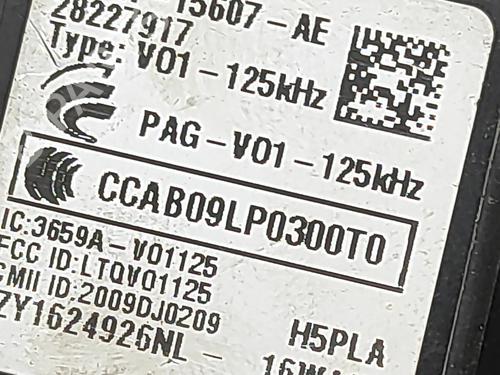 15607-AE
28227917
Type: V01-125kHz
PAG-V01-125kHz
CCAB09LP0300T0
IC:3659A-V01125
FCC ID:LTQV01125
CMII ID:2009DJ0209
ZY1624926NL-
H5PLA